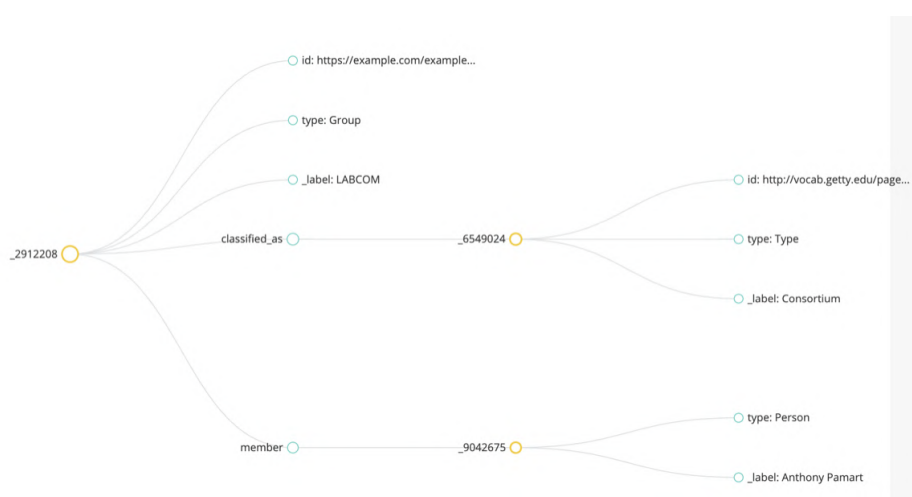 id: https://example.com/example...
type: Group
_label: LABCOM
id: http://vocab.getty.edu/page...
_2912208
classified_as
_6549024
type: Type
_label: Consortium
type: Person
member
_9042675
_label: Anthony Pamart